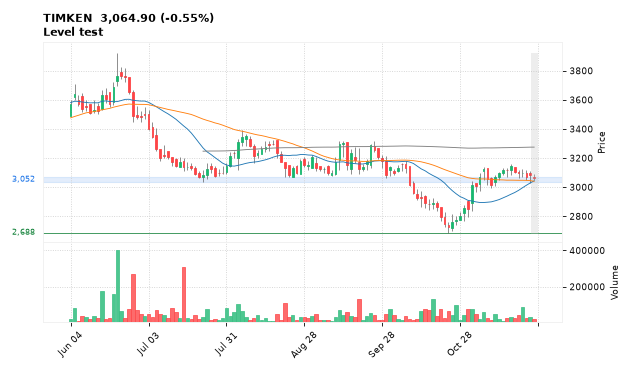 TIMKEN 3,064.90 (-0.55%)
Level test
3800
3600
3400
3200
3000
2800
Price
3,052
2,688
400000
200000
Volume
Jun 04
Jul 03
Jul 31
Aug 28
Sep 28
Oct 28